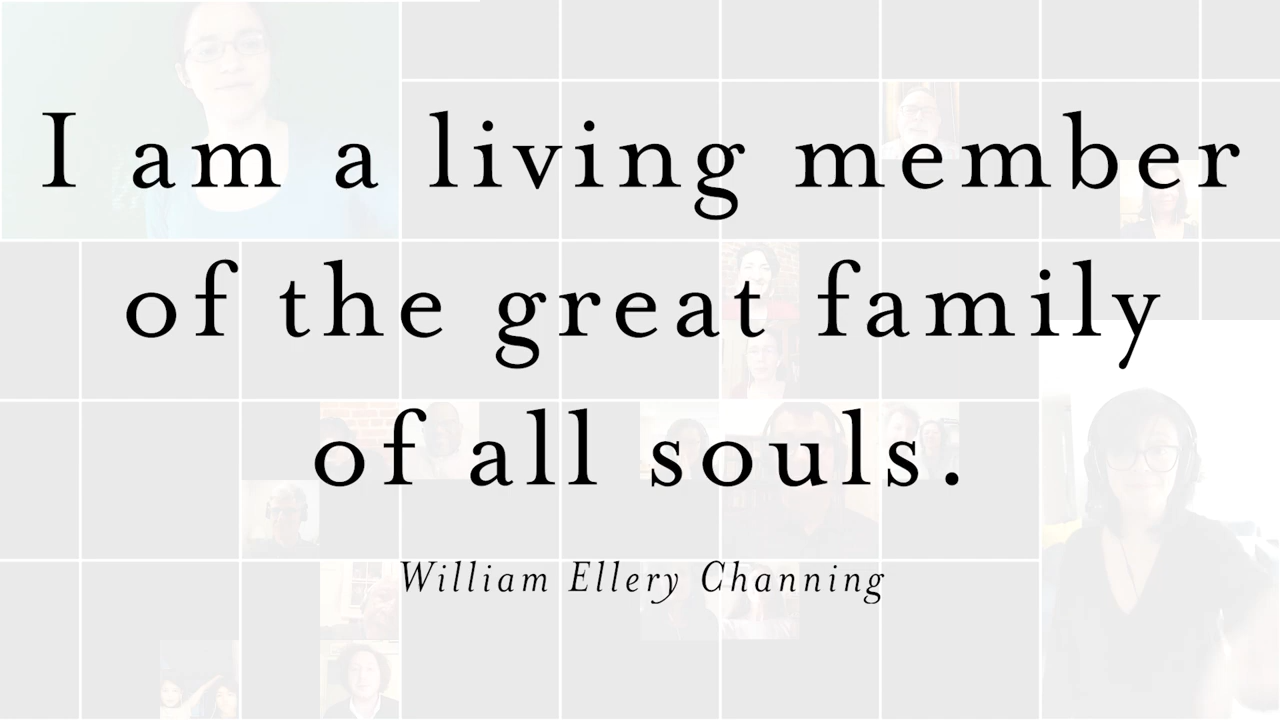 I am a living member
of the great family
of all souls.
William Ellery Channing